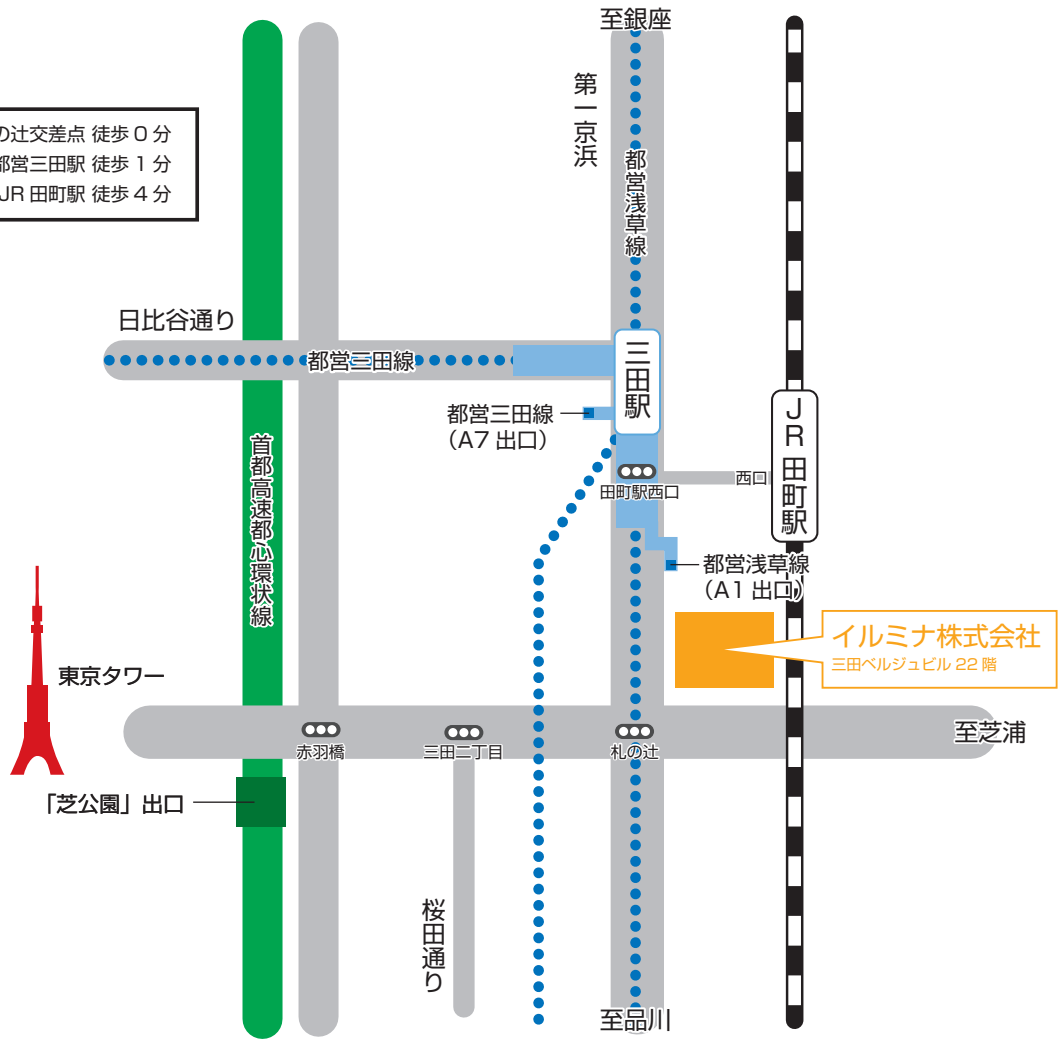 至銀座
第一京浜
の辻交差点 徒歩 0 分
都営三田駅 徒歩 1 分
JR 田町駅 徒歩 4 分
都営浅草線
日比谷通り
都営三田線
三田駅
JR 田町駅
都営三田線
（A7 出口）
西口
田町駅西口
首都高速都心環状線
都営浅草線
（A1 出口）
イルミナ株式会社
三田ベルジュビル 22 階
東京タワー
至芝浦
赤羽橋
三田二丁目
札の辻
「芝公園」出口
桜田通り
至品川